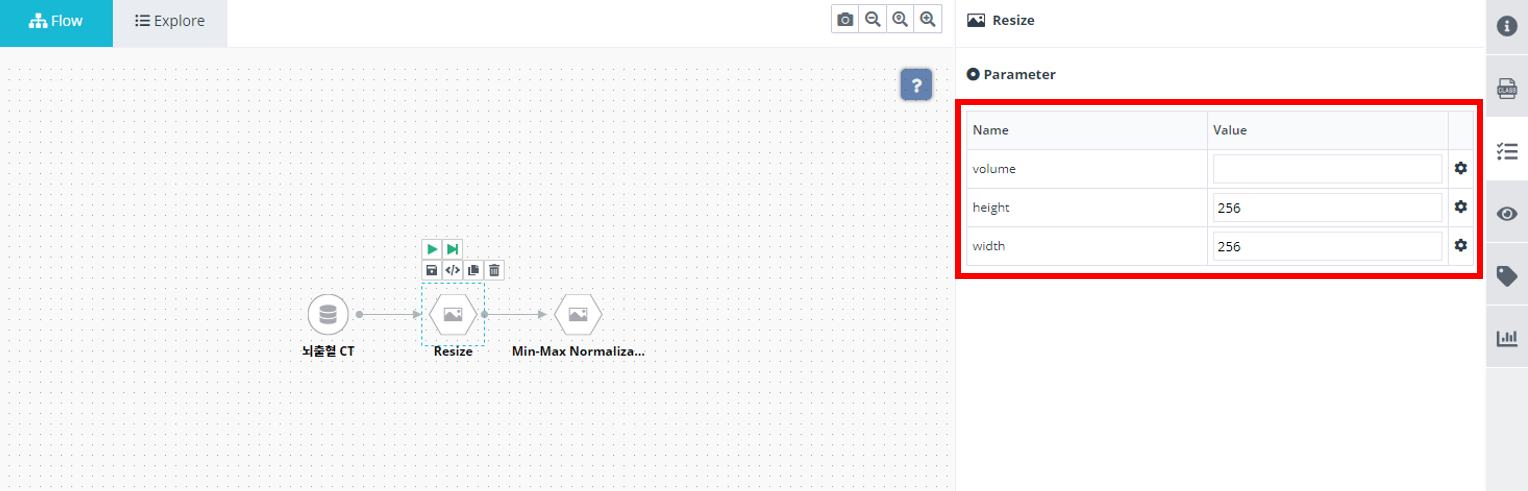 Flow
Explore
Resize
?
Parameter
Name Value
volume
height 256
width 256
뇌출혈 CT
Resize
Min-Max Normaliza...
CLASS